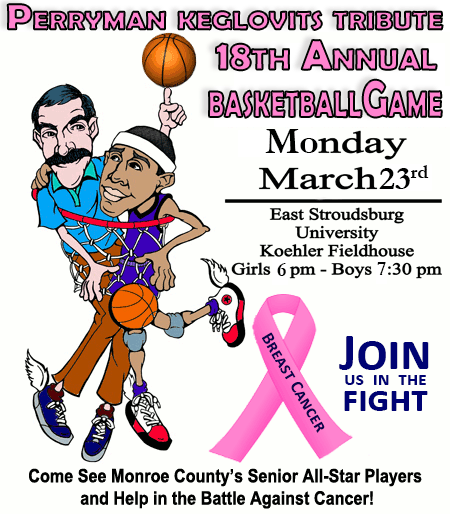 PERRYMAN KEGLOVITS TRIBUTE
18TH ANNUAL
BASKETBALL GAME
Monday
March 23rd
East Stroudsburg
University
Koehler Fieldhouse
Girls 6 pm - Boys 7:30 pm
BREAST CANCER
JOIN
US IN THE
FIGHT
Come See Monroe County's Senior All-Star Players
and Help in the Battle Against Cancer!